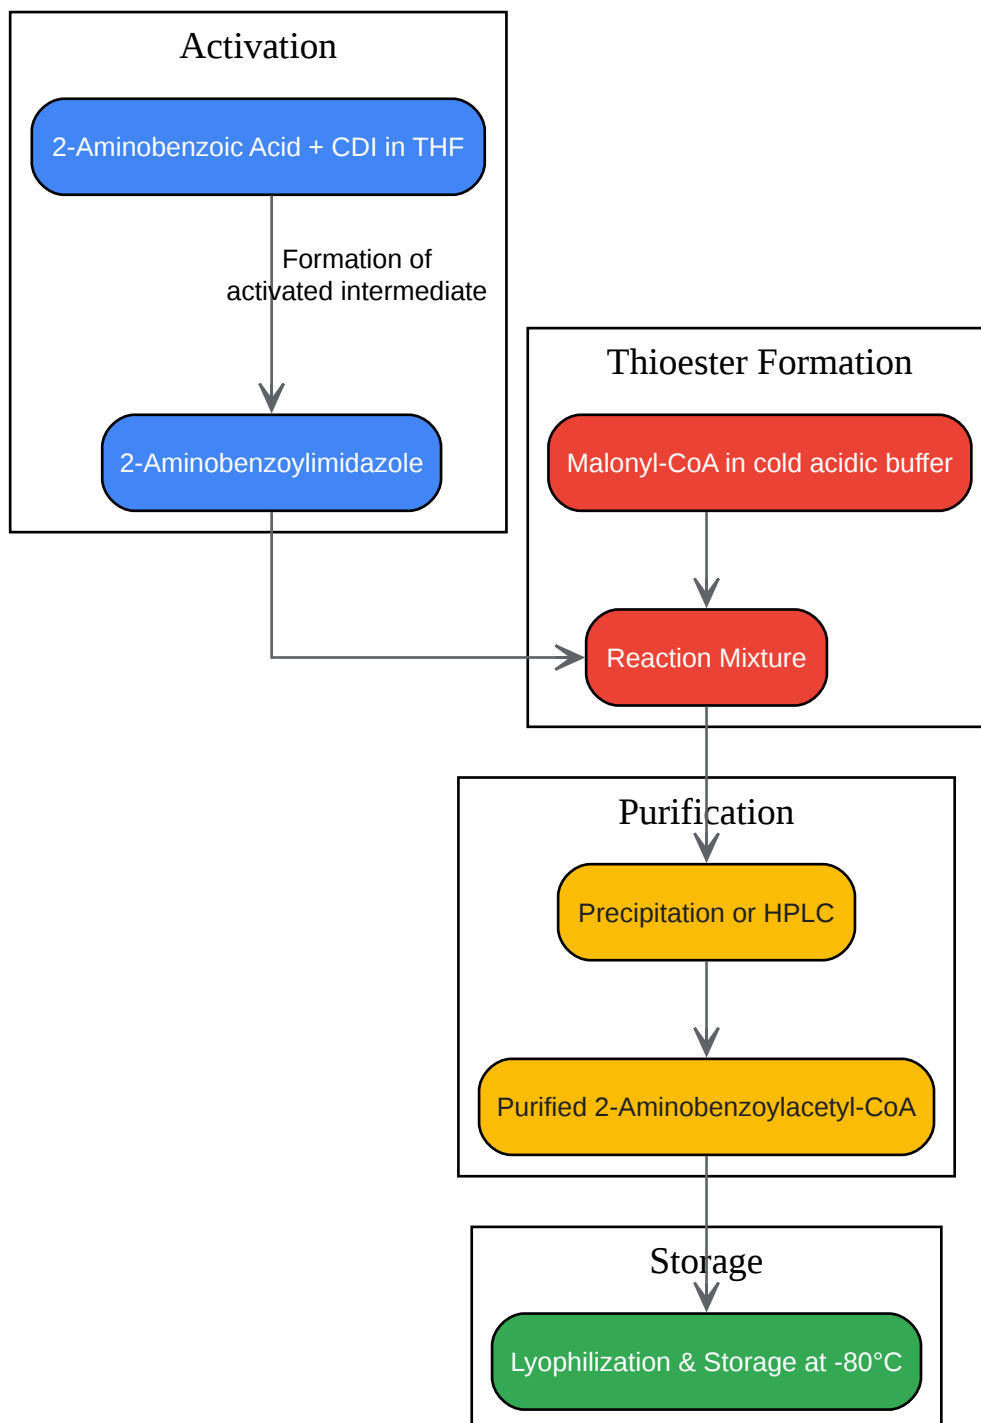 Activation
2-Aminobenzoic Acid + CDI in THF
Formation of
activated intermediate
2-Aminobenzoylimidazole
Thioester Formation
Malonyl-CoA in cold acidic buffer
Reaction Mixture
Purification
Precipitation or HPLC
Purified 2-Aminobenzoylacetyl-CoA
Storage
Lyophilization & Storage at -80°C